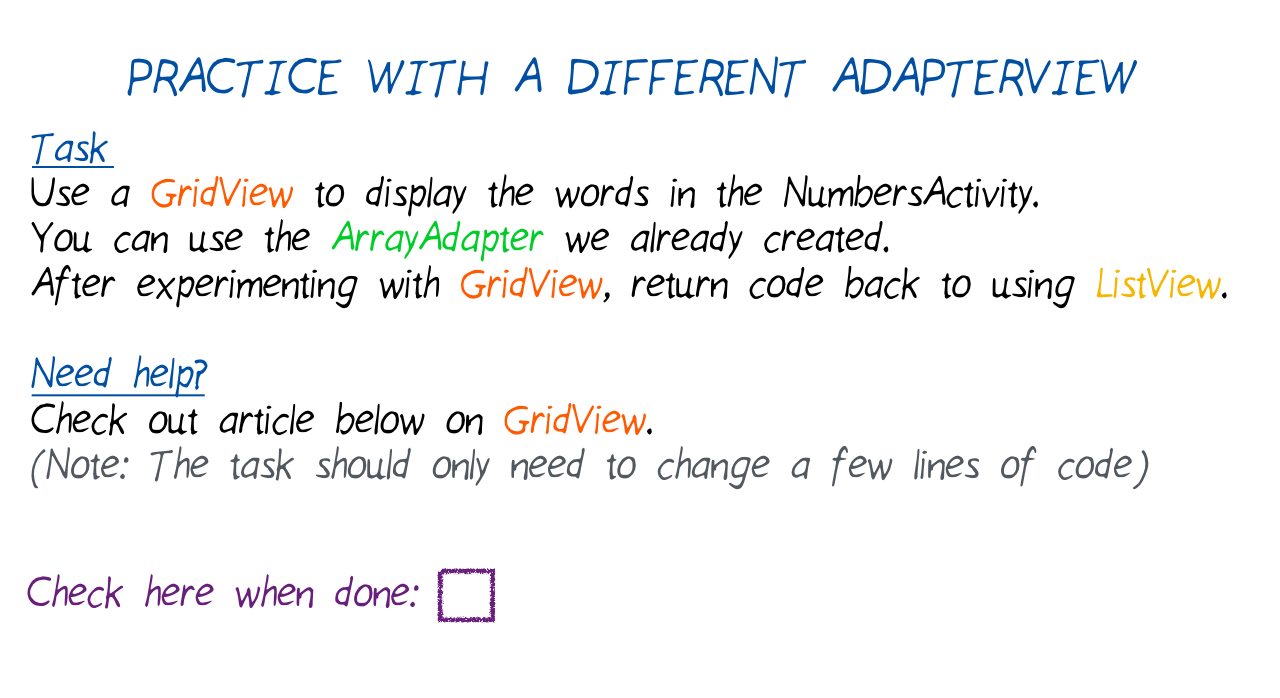 PRACTICE WITH A DIFFERENT ADAPTERVIEW
Task
Use a GridView to display the words in the NumbersActivity.
You can use the ArrayAdapter we already created.
After experimenting with GridView, return code back to using ListView.
Need help?
Check out article below on GridView.
(Note: The task should only need to change a few lines of code)
Check here when done: